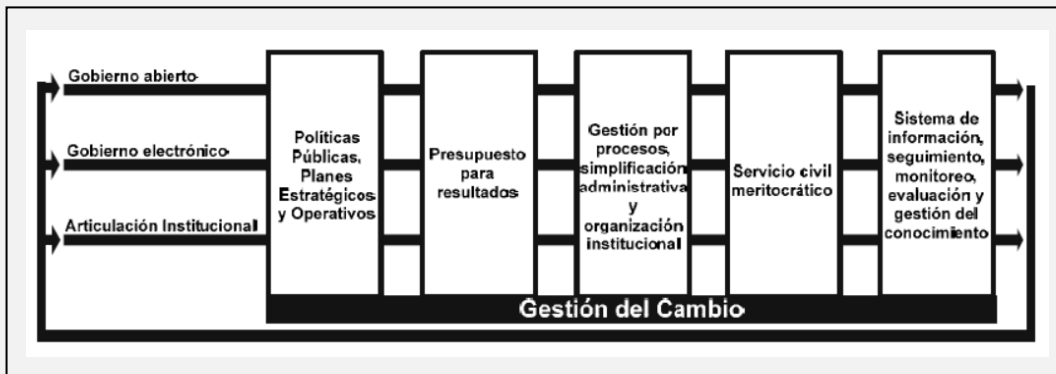 Gobierno abierto
Gobierno electrónico
Articulación Institucional
Políticas
Públicas,
Planes
Estratégicos
y Operativos
Presupuesto
para
resultados
Gestión por
procesos,
simplificación
administrativa
y
organización
institucional
Servicio civil
meritocrático
Sistema de
información,
seguimiento,
monitoreo,
evaluación y
gestión del
conocimiento
Gestión del Cambio